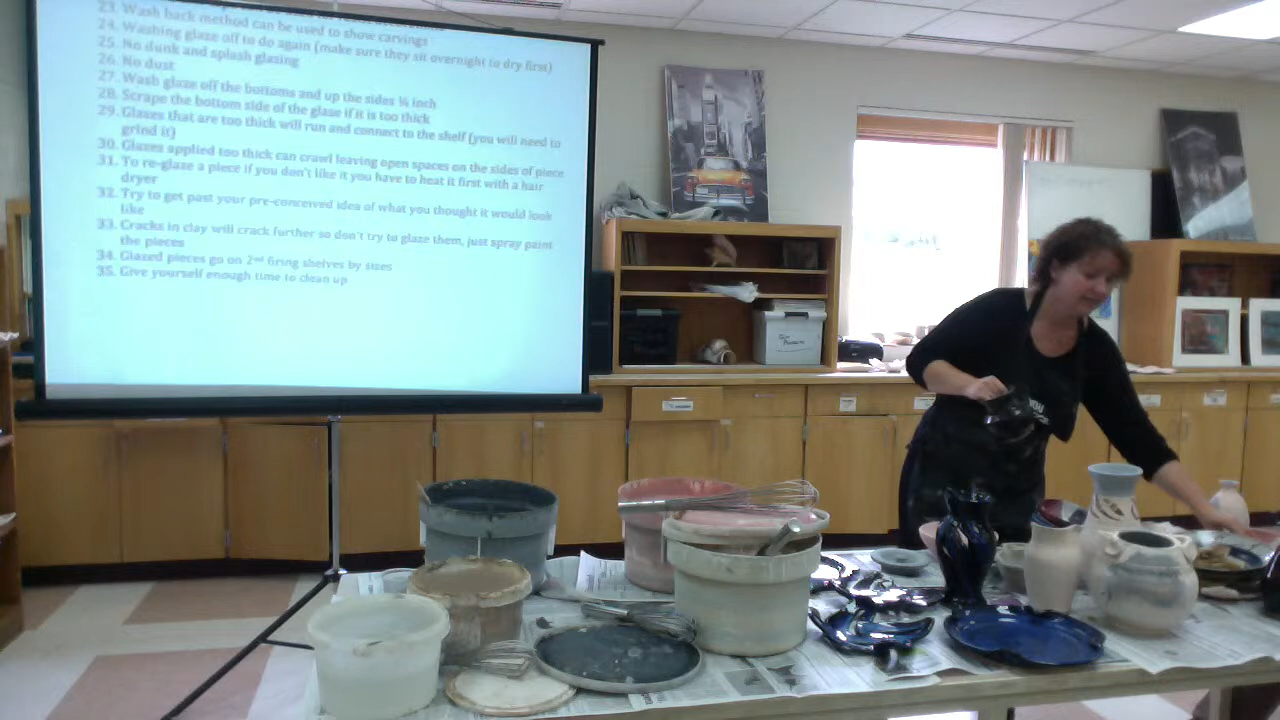 23. Wash back method can be used to show carvings
24. Washing glaze off to do again (make sure they sit overnight to dry first)
25. No dunk and splash glazing
26. No dust
27. Wash glaze off the bottoms and up the sides ¼ inch
28. Scrape the bottom side of the glaze if it is too thick
29. Glazes that are too thick will run and connect to the shelf (you will need to
grind it)
30. Glazes applied too thick can crawl leaving open spaces on the sides of piece
31. To re-glaze a piece if you don't like it you have to heat it first with a hair
dryer
32. Try to get past your pre-conceived idea of what you thought it would look
like
33. Cracks in clay will crack further so don't try to glaze them, just spray paint
the pieces
34. Glazed pieces go on 2nd firing shelves by sizes
35. Give yourself enough time to clean up